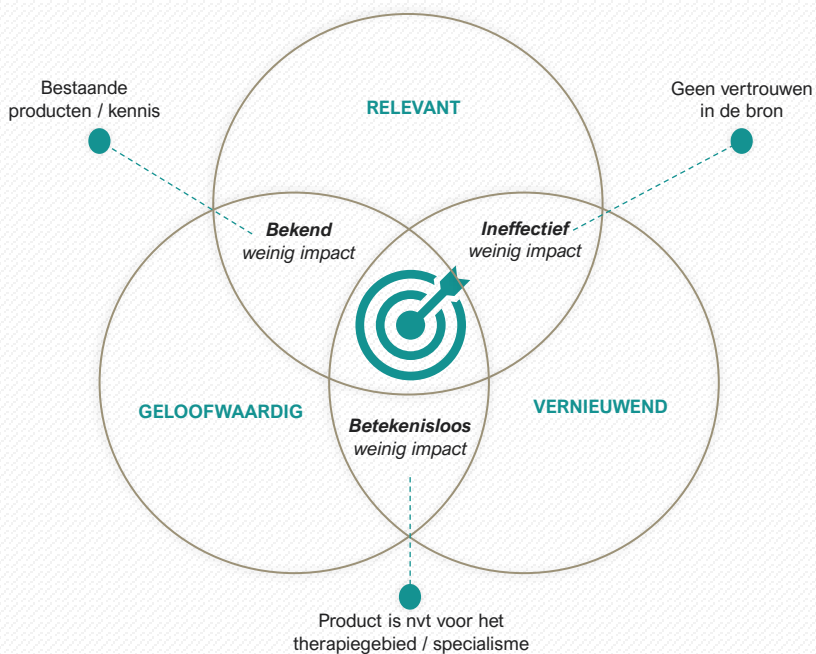 Bestaande
producten / kennis
Geen vertrouwen
in de bron
RELEVANT
Bekend
weinig impact
Ineffectief
weinig impact
GELOOFWAARDIG
VERNIEUWEND
Betekenisloos
weinig impact
Product is nvt voor het
therapiegebied / specialisme